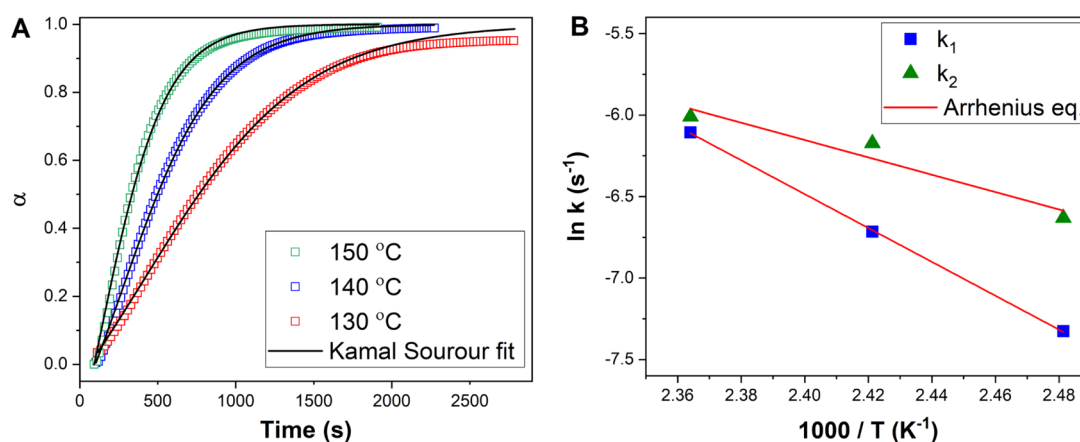 A
1.0
0.8
0.6
0.4
0.2
0.0
α
150 °C
140 °C
130 °C
Kamal Sourour fit
0 500 1000 1500 2000 2500
Time (s)
B
-5.5
-6.0
-6.5
-7.0
-7.5
ln k (s⁻¹)
k₁
k₂
Arrhenius eq.
2.36 2.38 2.40 2.42 2.44 2.46 2.48
1000 / T (K⁻¹)